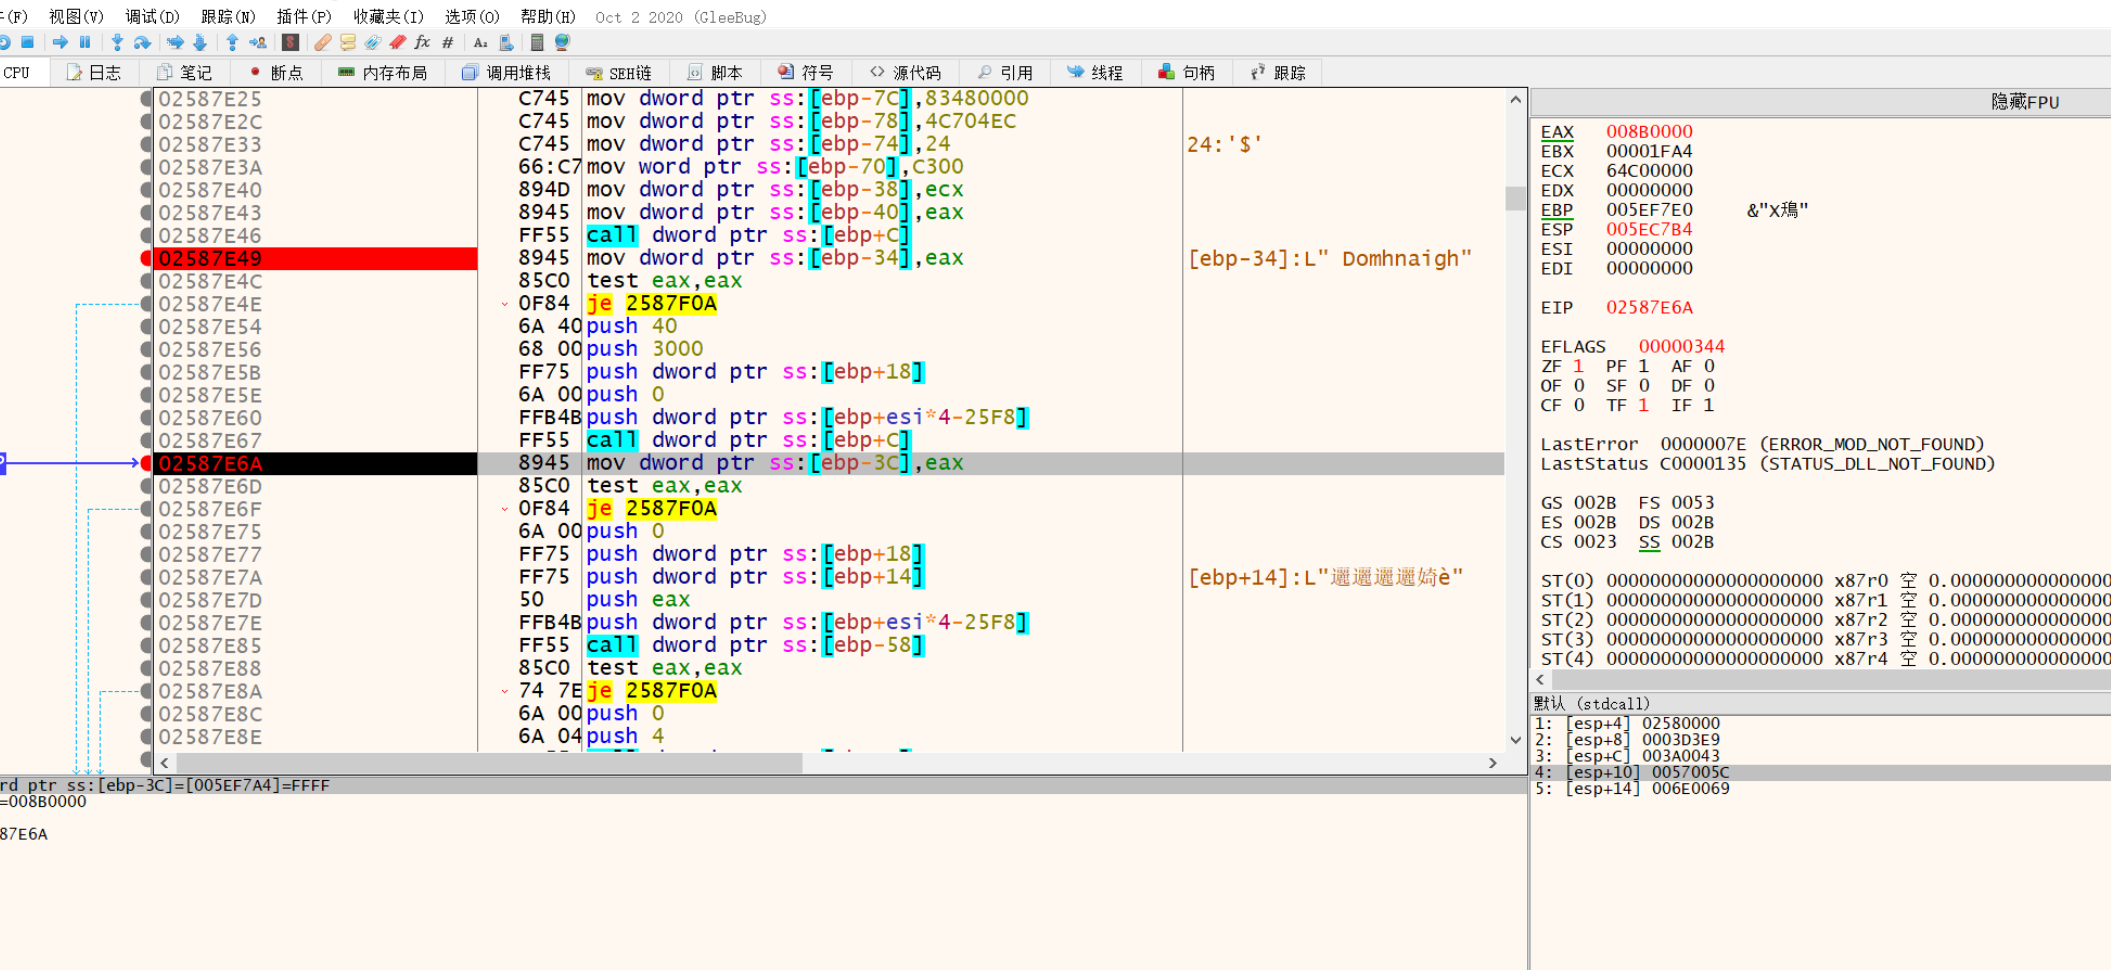 (F) 视图(V) 调试(D) 跟踪(N) 插件(P) 收藏夹(I) 选项(O) 帮助(H) Oct 2 2020 (GleeBug)
CPU 日志 笔记 断点 内存布局 调用堆栈 SEH链 脚本 符号 源代码 引用 线程 句柄 跟踪
02587E25 C745 mov dword ptr ss:[ebp-7C],83480000
02587E2C C745 mov dword ptr ss:[ebp-78],4C704EC
02587E33 C745 mov dword ptr ss:[ebp-74],24 24:'$'
02587E3A 66:C7 mov word ptr ss:[ebp-70],C300
02587E40 894D mov dword ptr ss:[ebp-38],ecx
02587E43 8945 mov dword ptr ss:[ebp-40],eax
02587E46 FF55 call dword ptr ss:[ebp+C]
02587E49 8945 mov dword ptr ss:[ebp-34],eax [ebp-34]:L" Domhnaigh"
02587E4C 85C0 test eax,eax
02587E4E 0F84 je 2587F0A
02587E54 6A 40 push 40
02587E56 68 00 push 3000
02587E5B FF75 push dword ptr ss:[ebp+18]
02587E5E 6A 00 push 0
02587E60 FFB4B push dword ptr ss:[ebp+esi*4-25F8]
02587E67 FF55 call dword ptr ss:[ebp+C]
02587E6A 8945 mov dword ptr ss:[ebp-3C],eax
02587E6D 85C0 test eax,eax
02587E6F 0F84 je 2587F0A
02587E75 6A 00 push 0
02587E77 FF75 push dword ptr ss:[ebp+18]
02587E7A FF75 push dword ptr ss:[ebp+14]
02587E7D 50 push eax
02587E7E FFB4B push dword ptr ss:[ebp+esi*4-25F8]
02587E85 FF55 call dword ptr ss:[ebp-58]
02587E88 85C0 test eax,eax
02587E8A 74 7E je 2587F0A
02587E8C 6A 00 push 0
02587E8E 6A 04 push 4
rd ptr ss:[ebp-3C]=[005EF7A4]=FFFF
=008B0000
87E6A
隐藏FPU
EAX 008B0000
EBX 00001FA4
ECX 64C00000
EDX 00000000
EBP 005EF7E0
ESP 005EC7B4
ESI 00000000
EDI 00000000
EIP 02587E6A
EFLAGS 00000344
ZF 1 PF 1 AF 0
OF 0 SF 0 DF 0
CF 0 TF 1 IF 1
LastError 0000007E (ERROR_MOD_NOT_FOUND)
LastStatus C0000135 (STATUS_DLL_NOT_FOUND)
GS 002B FS 0053
ES 002B DS 002B
CS 0023 SS 002B
ST(0) 00000000000000000000 x87r0 空 0.000000000000000
ST(1) 00000000000000000000 x87r1 空 0.000000000000000
ST(2) 00000000000000000000 x87r2 空 0.000000000000000
ST(3) 00000000000000000000 x87r3 空 0.000000000000000
ST(4) 00000000000000000000 x87r4 空 0.000000000000000
默认 (stdcall)
1: [esp+4] 02580000
2: [esp+8] 0003D3E9
3: [esp+C] 003A0043
4: [esp+10] 0057005C
5: [esp+14] 006E0069